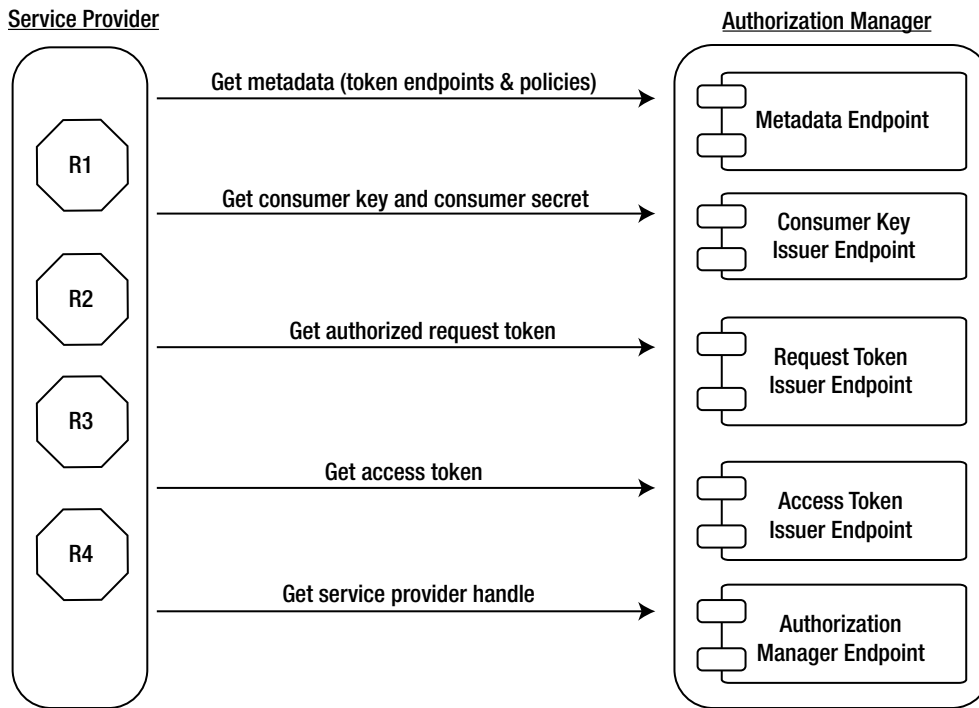 Service Provider
Authorization Manager
Get metadata (token endpoints & policies)
Metadata Endpoint
R1
Get consumer key and consumer secret
Consumer Key
Issuer Endpoint
R2
Get authorized request token
Request Token
Issuer Endpoint
R3
Get access token
Access Token
Issuer Endpoint
R4
Get service provider handle
Authorization
Manager Endpoint